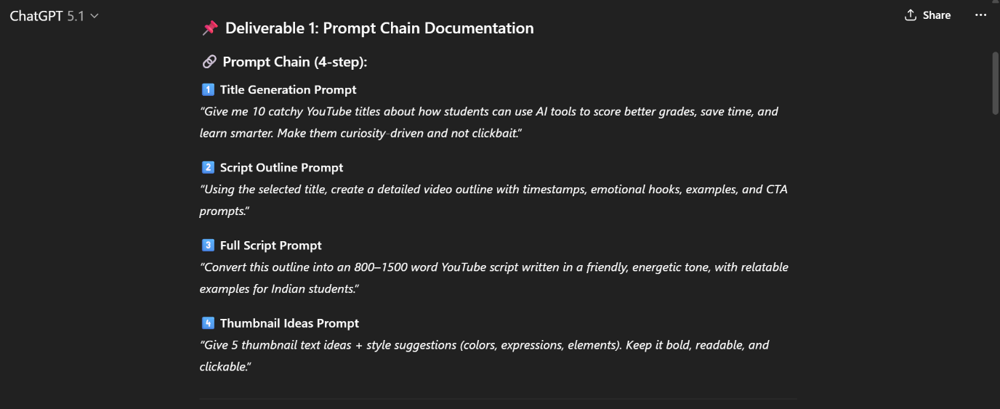 ChatGPT 5.1
Share
📌 Deliverable 1: Prompt Chain Documentation
🔗 Prompt Chain (4-step):
1️⃣ Title Generation Prompt
“Give me 10 catchy YouTube titles about how students can use AI tools to score better grades, save time, and
learn smarter. Make them curiosity-driven and not clickbait.”
2️⃣ Script Outline Prompt
“Using the selected title, create a detailed video outline with timestamps, emotional hooks, examples, and CTA
prompts.”
3️⃣ Full Script Prompt
“Convert this outline into an 800–1500 word YouTube script written in a friendly, energetic tone, with relatable
examples for Indian students.”
4️⃣ Thumbnail Ideas Prompt
“Give 5 thumbnail text ideas + style suggestions (colors, expressions, elements). Keep it bold, readable, and
clickable.”